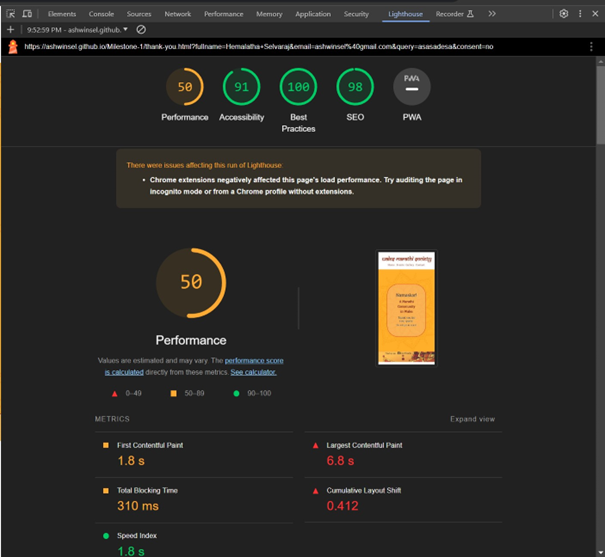 Elements Console Sources Network Performance Memory Application Security Lighthouse Recorder
9:52:59 PM - ashwinsel.github.
https://ashwinsel.github.io/Milestone-1/thank-you.html?fullname=Hemalatha+Selvaraj&email=ashwinsel%40gmail.com&query=asasadesa&consent=no
50 91 100 98 PWA
Performance Accessibility Best Practices SEO PWA
There were issues affecting this run of Lighthouse:
• Chrome extensions negatively affected this page's load performance. Try auditing the page in
incognito mode or from a Chrome profile without extensions.
50
Performance
Values are estimated and may vary. The performance score
is calculated directly from these metrics. See calculator.
0–49 50–89 90–100
wales marathi society
Namaskar!
METRICS Expand view
First Contentful Paint
1.8 s
Largest Contentful Paint
6.8 s
Total Blocking Time
310 ms
Cumulative Layout Shift
0.412
Speed Index
1.8 s